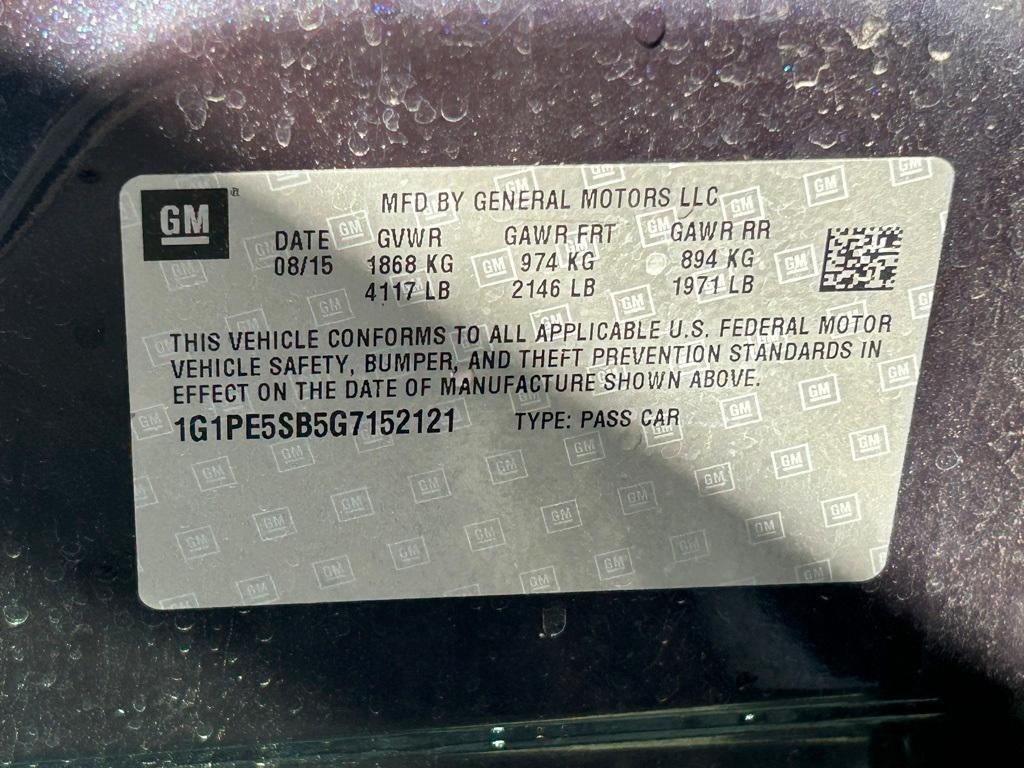 GM
MFD BY GENERAL MOTORS LLC
DATE GVWR GAWR FRT GAWR RR
08/15 1868 KG 974 KG 894 KG
4117 LB 2146 LB 1971 LB
THIS VEHICLE CONFORMS TO ALL APPLICABLE U.S. FEDERAL MOTOR
VEHICLE SAFETY, BUMPER, AND THEFT PREVENTION STANDARDS IN
EFFECT ON THE DATE OF MANUFACTURE SHOWN ABOVE.
1G1PE5SB5G7152121 TYPE: PASS CAR